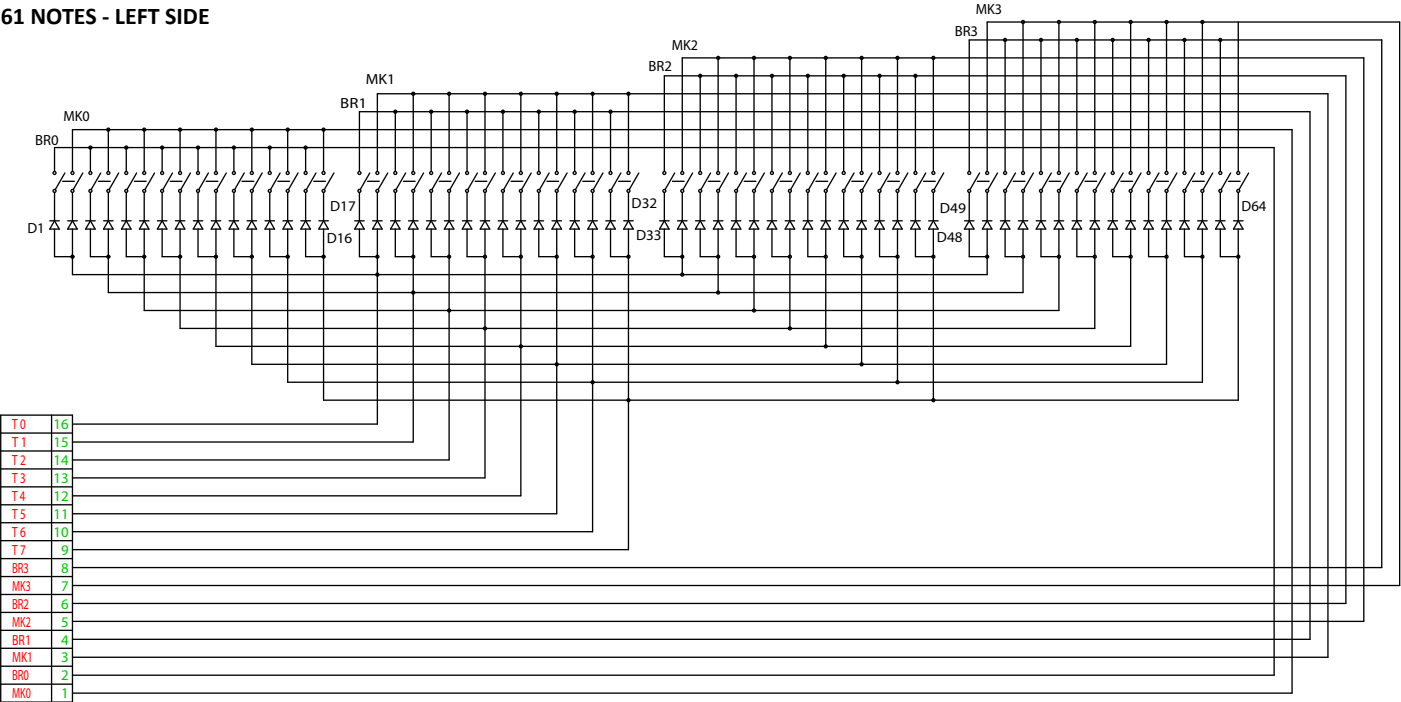 61 NOTES - LEFT SIDE
MK3
BR3
MK2
BR2
MK1
BR1
MK0
BR0
D1
D17
D16
D32
D33
D49
D48
D64
T 0 16
T 1 15
T 2 14
T 3 13
T 4 12
T 5 11
T 6 10
T 7 9
BR3 8
MK3 7
BR2 6
MK2 5
BR1 4
MK1 3
BR0 2
MK0 1